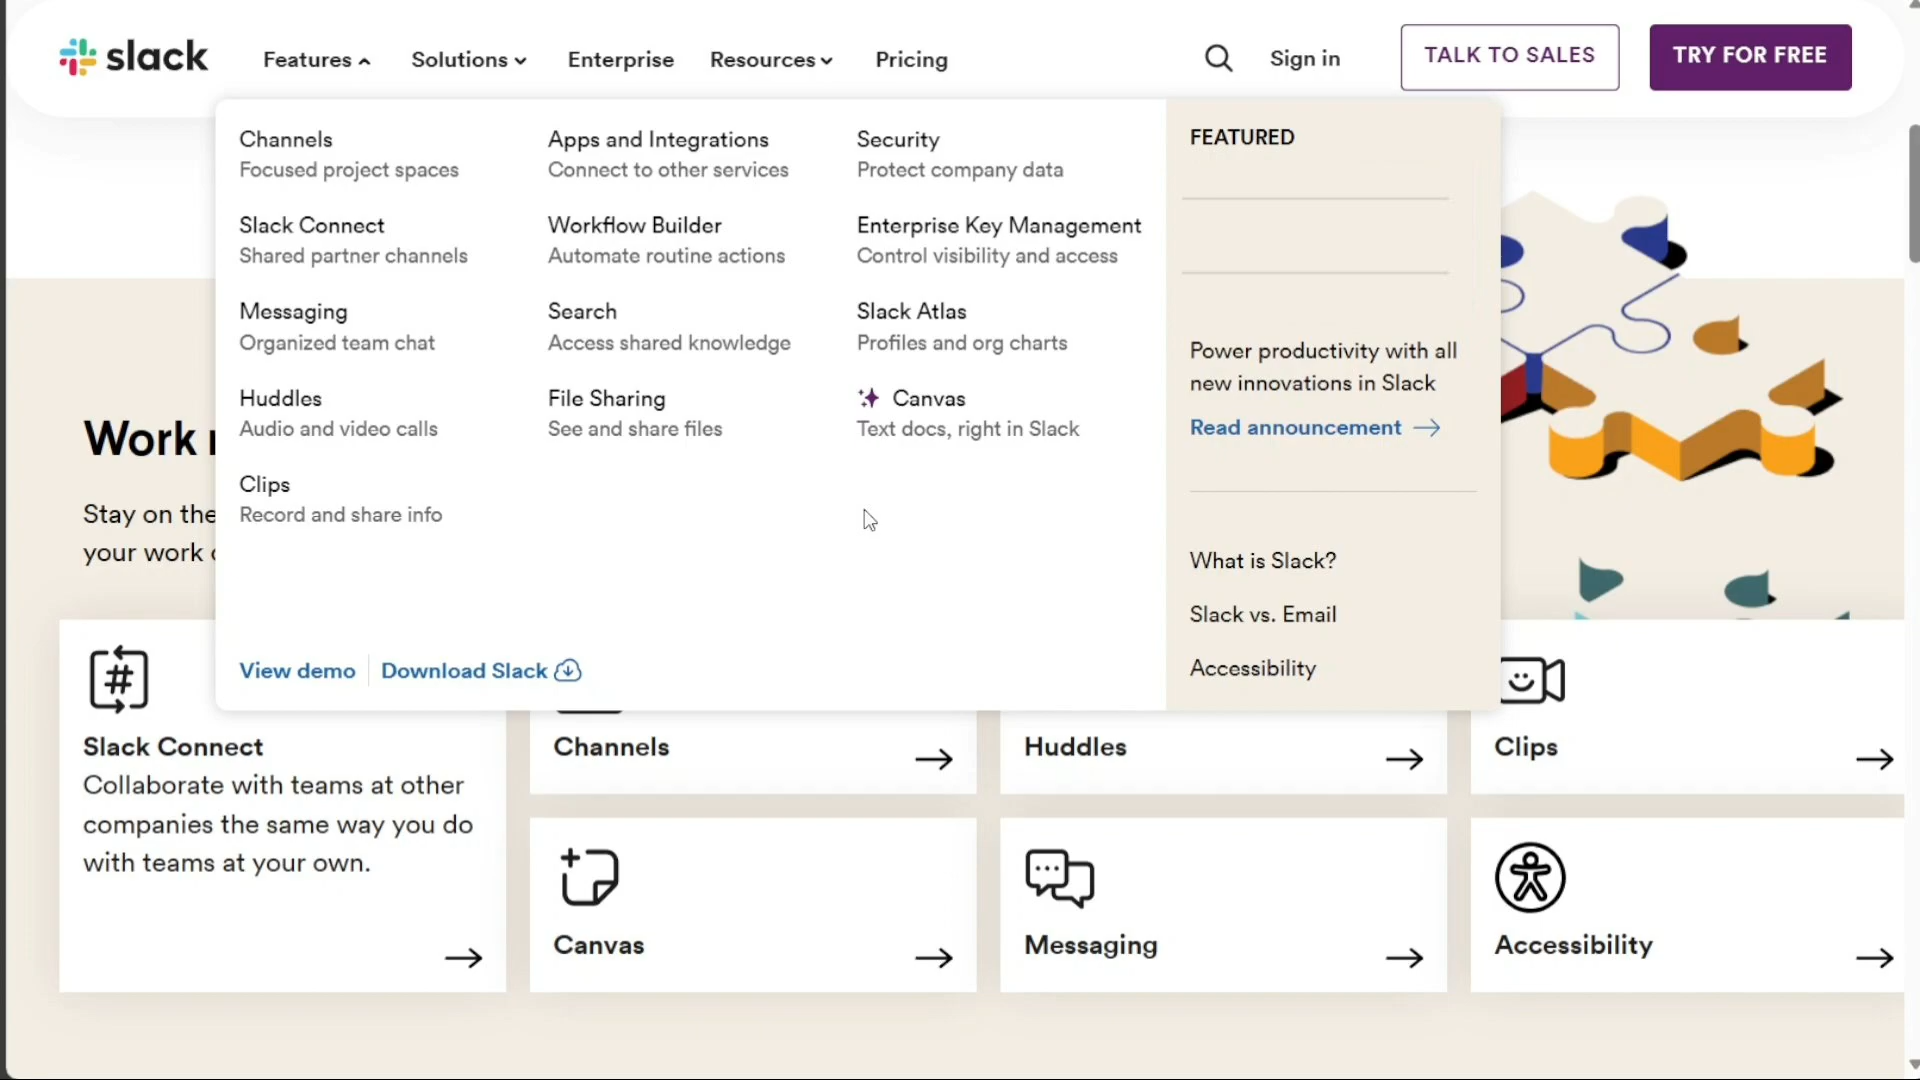 slack
Features
Solutions
Enterprise
Resources
Pricing
Sign in
TALK TO SALES
TRY FOR FREE
Channels
Focused project spaces
Slack Connect
Shared partner channels
Messaging
Organized team chat
Huddles
Audio and video calls
Clips
Record and share info
Apps and Integrations
Connect to other services
Workflow Builder
Automate routine actions
Search
Access shared knowledge
File Sharing
See and share files
Security
Protect company data
Enterprise Key Management
Control visibility and access
Slack Atlas
Profiles and org charts
Canvas
Text docs, right in Slack
View demo
Download Slack
FEATURED
Power productivity with all
new innovations in Slack
Read announcement
What is Slack?
Slack vs. Email
Accessibility
Work
Stay on the
your work
Slack Connect
Collaborate with teams at other
companies the same way you do
with teams at your own.
Channels
Huddles
Clips
Canvas
Messaging
Accessibility